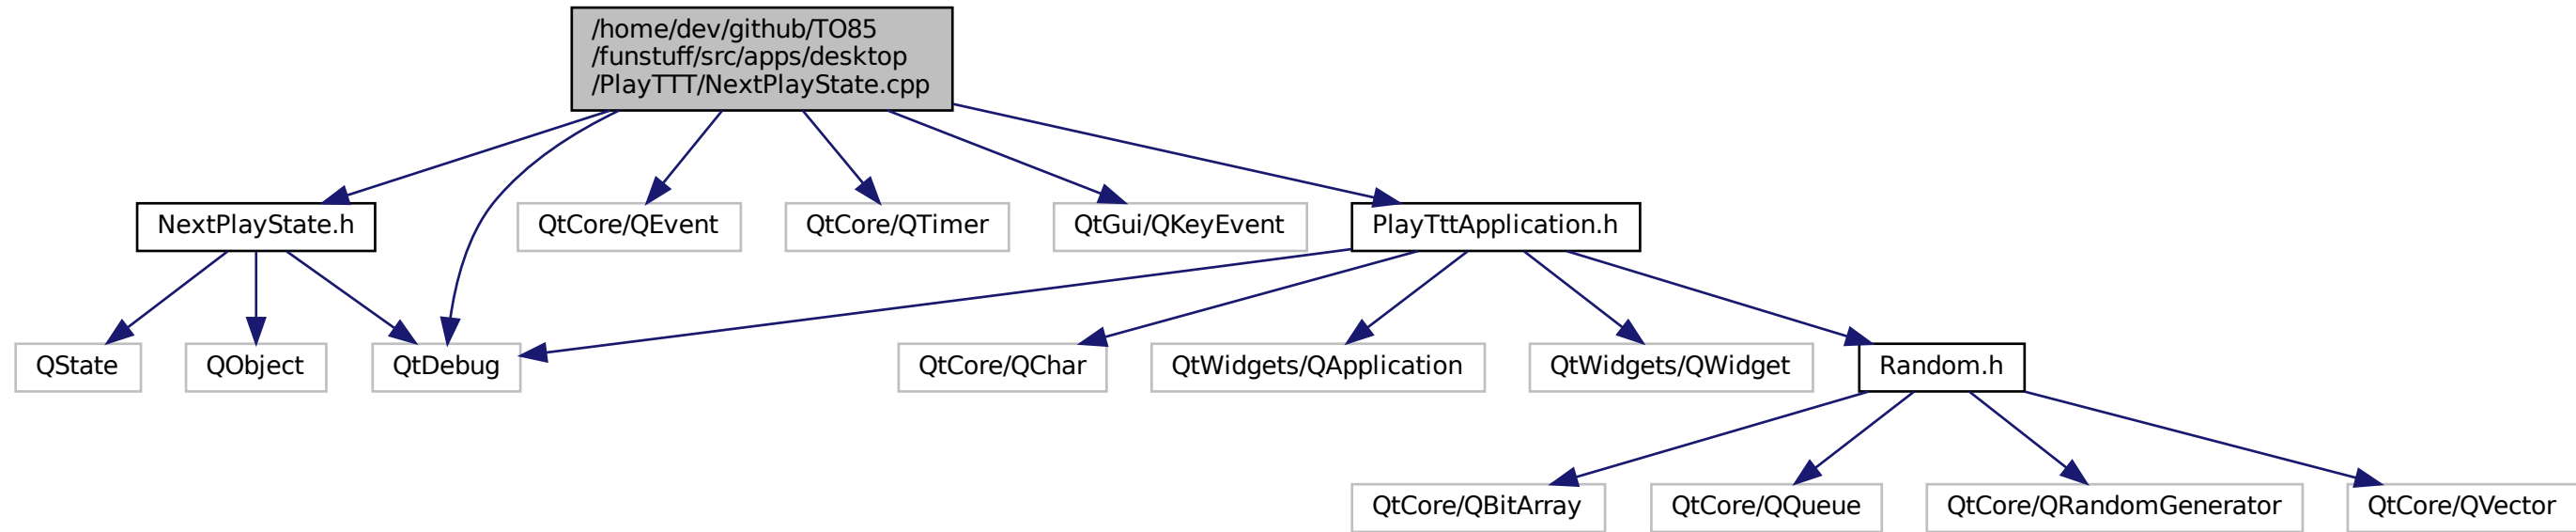 /home/dev/github/TO85
/funstuff/src/apps/desktop
/PlayTTT/NextPlayState.cpp
NextPlayState.h
QtCore/QEvent
QtCore/QTimer
QtGui/QKeyEvent
PlayTttApplication.h
QState
QObject
QtDebug
QtCore/QChar
QtWidgets/QApplication
QtWidgets/QWidget
Random.h
QtCore/QBitArray
QtCore/QQueue
QtCore/QRandomGenerator
QtCore/QVector